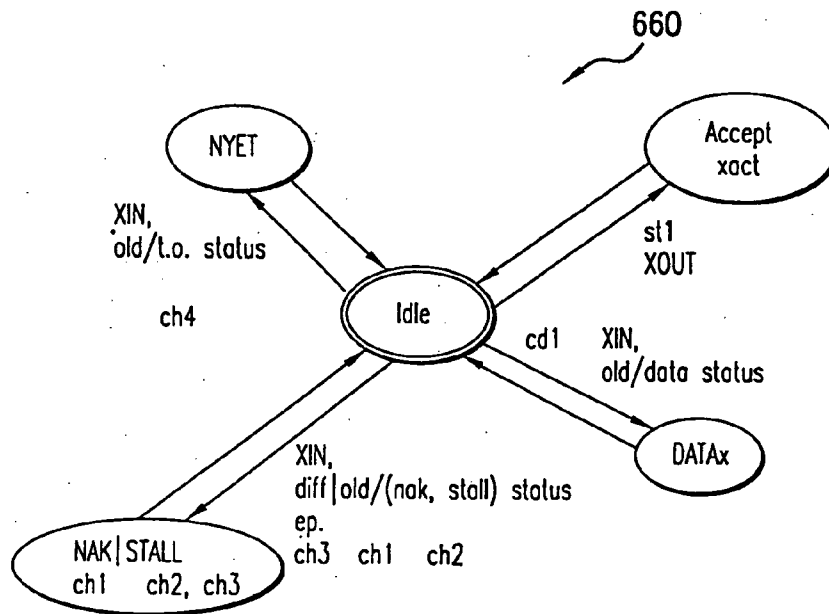 660
NYET
Accept
xact
XIN,
old/t.o. status
st1
XOUT
ch4
Idle
cd1
XIN,
old/data status
DATAx
XIN,
diff|old/(nak, stall) status
ep.
ch3 ch1 ch2
NAK|STALL
ch1 ch2, ch3